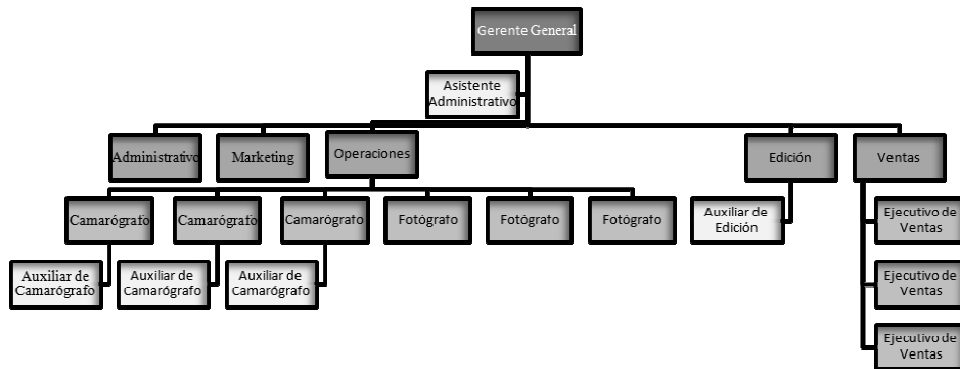 Gerente General
Asistente
Administrativo
Administrativo
Marketing
Operaciones
Edición
Ventas
Camarógrafo
Camarógrafo
Camarógrafo
Fotógrafo
Fotógrafo
Fotógrafo
Auxiliar de
Edición
Ejecutivo de
Ventas
Auxiliar de
Camarógrafo
Auxiliar de
Camarógrafo
Auxiliar de
Camarógrafo
Ejecutivo de
Ventas
Ejecutivo de
Ventas